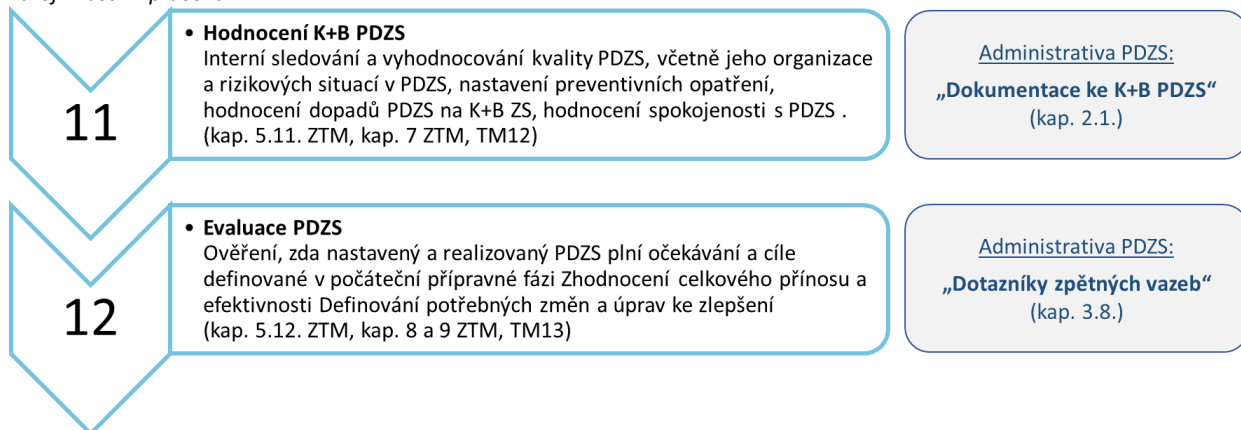 11
• Hodnocení K+B PDZS
Interní sledování a vyhodnocování kvality PDZS, včetně jeho organizace
a rizikových situací v PDZS, nastavení preventivních opatření,
hodnocení dopadů PDZS na K+B ZS, hodnocení spokojenosti s PDZS .
(kap. 5.11. ZTM, kap. 7 ZTM, TM12)
Administrativa PDZS:
„Dokumentace ke K+B PDZS“
(kap. 2.1.)
12
• Evaluace PDZS
Ověření, zda nastavený a realizovaný PDZS plní očekávání a cíle
definované v počáteční přípravné fázi Zhodnocení celkového přínosu a
efektivnosti Definování potřebných změn a úprav ke zlepšení
(kap. 5.12. ZTM, kap. 8 a 9 ZTM, TM13)
Administrativa PDZS:
„Dotazníky zpětných vazeb“
(kap. 3.8.)